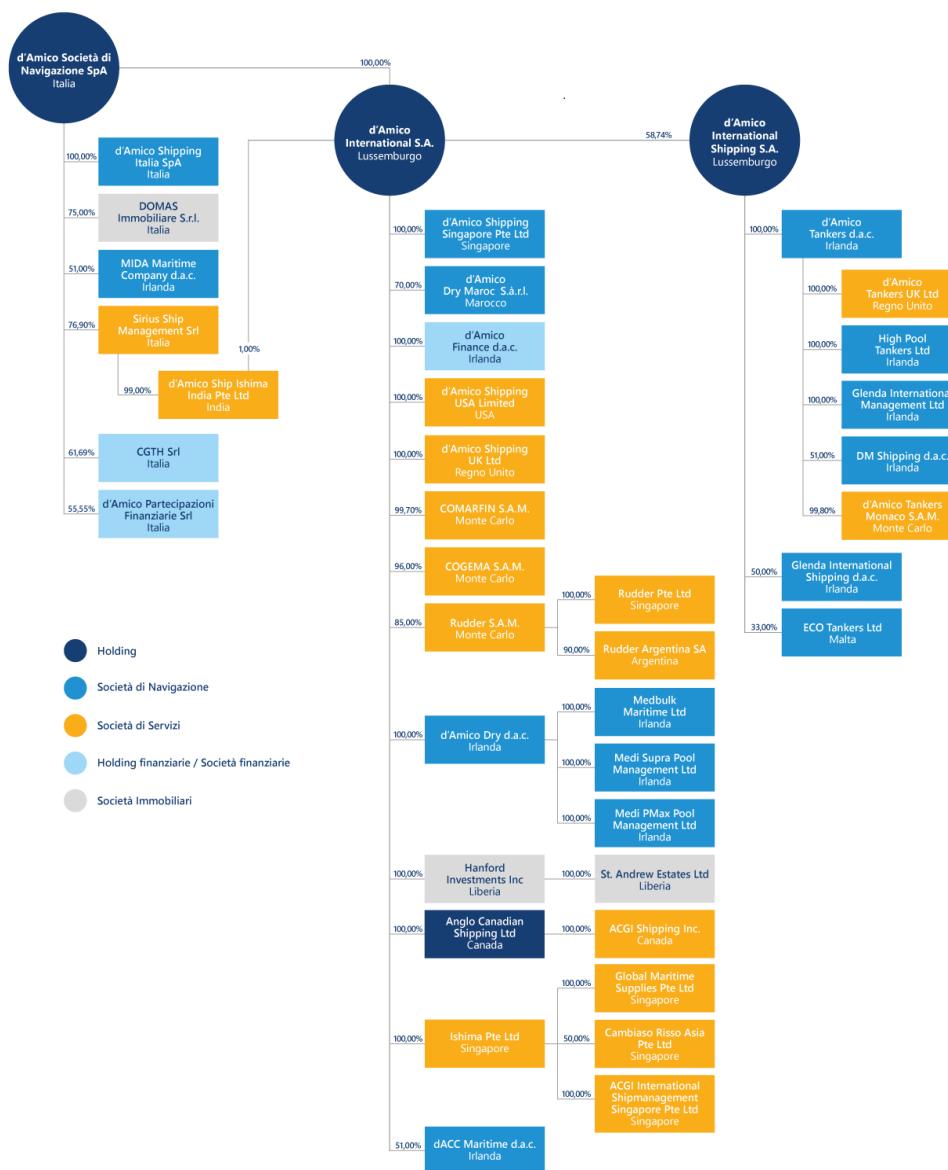 d'Amico Società di
Navigazione SpA
Italia
100,00%
d'Amico
International S.A.
Lussemburgo
58,74%
d'Amico
International
Shipping S.A.
Lussemburgo
100,00%
d'Amico Shipping
Italia SpA
Italia
75,00%
DOMAS
Immobiliare S.r.l.
Italia
51,00%
MIDA Maritime
Company d.a.c.
Irlanda
76,90%
Sirius Ship
Management Srl
Italia
99,00%
1,00%
d'Amico Ship Ishima
India Pte Ltd
India
61,69%
CGTH Srl
Italia
55,55%
d'Amico Partecipazioni
Finanziarie Srl
Italia
Holding
Società di Navigazione
Società di Servizi
Holding finanziarie / Società finanziarie
Società Immobiliari
100,00%
d'Amico Shipping
Singapore Pte Ltd
Singapore
70,00%
d'Amico
Dry Maroc S.à.r.l.
Marocco
100,00%
d'Amico
Finance d.a.c.
Irlanda
100,00%
d'Amico Shipping
USA Limited
USA
100,00%
d'Amico Shipping
UK Ltd
Regno Unito
99,70%
COMARFIN S.A.M.
Monte Carlo
96,00%
COGEMA S.A.M.
Monte Carlo
85,00%
Rudder S.A.M.
Monte Carlo
100,00%
Rudder Pte Ltd
Singapore
90,00%
Rudder Argentina SA
Argentina
100,00%
d'Amico Dry d.a.c.
Irlanda
100,00%
Medbulk
Maritime Ltd
Irlanda
100,00%
Medi Supra Pool
Management Ltd
Irlanda
100,00%
Medi PMax Pool
Management Ltd
Irlanda
100,00%
Hanford
Investments Inc
Liberia
100,00%
St. Andrew Estates Ltd
Liberia
100,00%
Anglo Canadian
Shipping Ltd
Canada
100,00%
ACGI Shipping Inc.
Canada
100,00%
Ishima Pte Ltd
Singapore
100,00%
Global Maritime
Supplies Pte Ltd
Singapore
50,00%
Cambiaso Risso Asia
Pte Ltd
Singapore
100,00%
ACGI International
Shipmanagement
Singapore Pte Ltd
Singapore
51,00%
dACC Maritime d.a.c.
Irlanda
100,00%
d'Amico
Tankers d.a.c.
Irlanda
100,00%
d'Amico
Tankers UK Ltd
Regno Unito
100,00%
High Pool
Tankers Ltd
Irlanda
100,00%
Glenda International
Management Ltd
Irlanda
51,00%
DM Shipping d.a.c.
Irlanda
99,80%
d'Amico Tankers
Monaco S.A.M.
Monte Carlo
50,00%
Glenda International
Shipping d.a.c.
Irlanda
33,00%
ECO Tankers Ltd
Malta